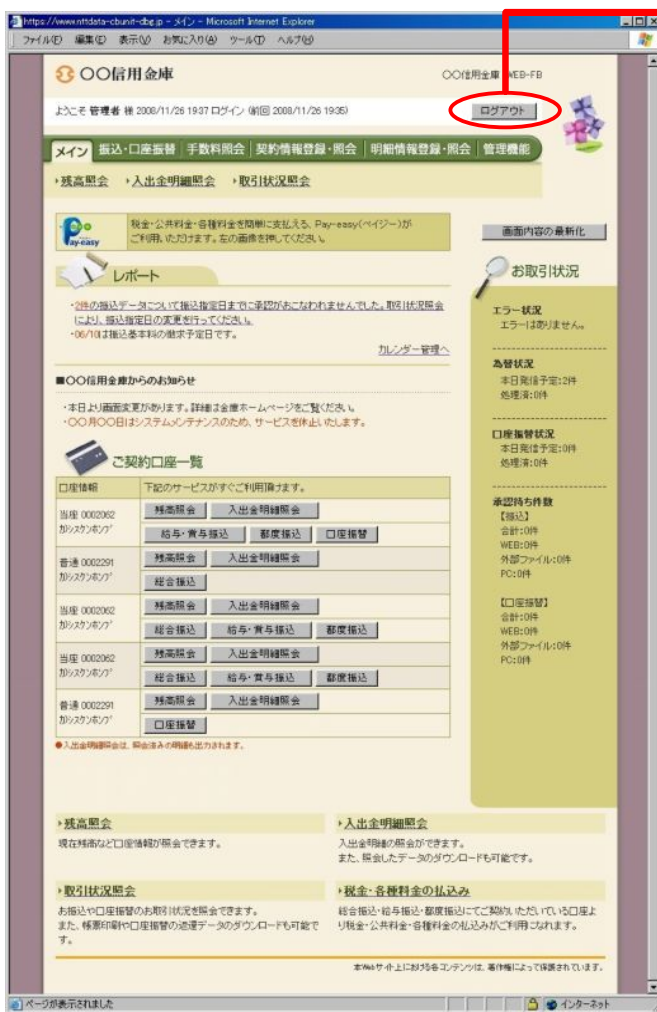 https://www.nttdata-cbunit-dbg.jp - メイン - Microsoft Internet Explorer
ファイル(F) 編集(E) 表示(V) お気に入り(A) ツール(T) ヘルプ(H)
〇〇信用金庫
〇〇信用金庫 WEB-FB
ようこそ 管理者 様 2008/11/26 19:37 ログイン (前回 2008/11/26 19:35)
ログアウト
メイン 振込・口座振替 手数料照会 契約情報登録・照会 明細情報登録・照会 管理機能
残高照会 入出金明細照会 取引状況照会
Pay-easy
税金・公共料金・各種料金を簡単に支払える、Pay-easy(ペイジー)が
ご利用いただけます。左の画像を押してください。
画面内容の最新化
レポート
・2件の振込データについて振込指定日までに承認がおこなわれませんでした。取引状況照会
により、振込指定日の変更を行ってください。
・06/10は振込基本料の徴求予定日です。
カレンダー管理へ
■〇〇信用金庫からのお知らせ
・本日より画面変更があります。詳細は金庫ホームページをご覧ください。
・〇〇月〇〇日はシステムメンテナンスのため、サービスを休止いたします。
ご契約口座一覧
口座情報 下記のサービスがすぐご利用頂けます。
当座 0002062
カシスケンホング゛
残高照会 入出金明細照会
給与・賞与振込 都度振込 口座振替
普通 0002291
カシスケンホング゛
残高照会 入出金明細照会
総合振込
当座 0002062
カシスケンホング゛
残高照会 入出金明細照会
総合振込 給与・賞与振込 都度振込
当座 0002062
カシスケンホング゛
残高照会 入出金明細照会
総合振込 給与・賞与振込 都度振込
普通 0002291
カシスケンホング゛
残高照会 入出金明細照会
口座振替
●入出金明細照会は、照会済みの明細も出力されます。
お取引状況
エラー状況
エラーはありません。
為替状況
本日発信予定:2件
処理済:0件
口座振替状況
本日発信予定:0件
処理済:0件
承認待ち件数
【振込】
合計:0件
WEB:0件
外部ファイル:0件
PC:0件
【口座振替】
合計:0件
WEB:0件
外部ファイル:0件
PC:0件
残高照会
現在残高など口座情報が照会できます。
入出金明細照会
入出金明細の照会ができます。
また、照会したデータのダウンロードも可能です。
取引状況照会
お振込や口座振替のお取引状況を照会できます。
また、帳票印刷や口座振替の返還データのダウンロードも可能で
す。
税金・各種料金の払込み
総合振込・給与振込・都度振込にてご契約いただいている口座よ
り税金・公共料金・各種料金の払込みがご利用になれます。
本Webサイト上における各コンテンツは、著作権によって保護されています。
ページが表示されました
インターネット